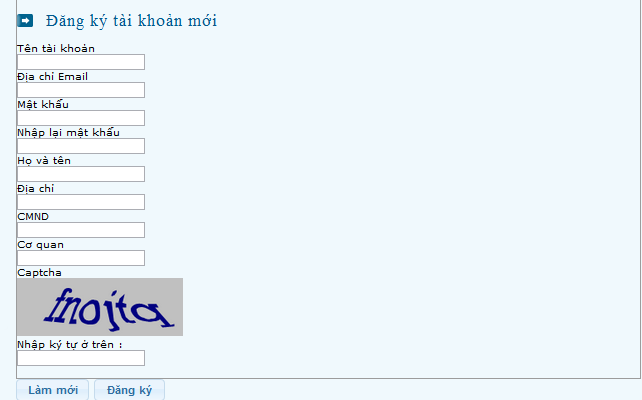 Đăng ký tài khoản mới
Tên tài khoản
Địa chỉ Email
Mật khẩu
Nhập lại mật khẩu
Họ và tên
Địa chỉ
CMND
Cơ quan
Captcha
Nhập ký tự ở trên :
Làm mới
Đăng ký